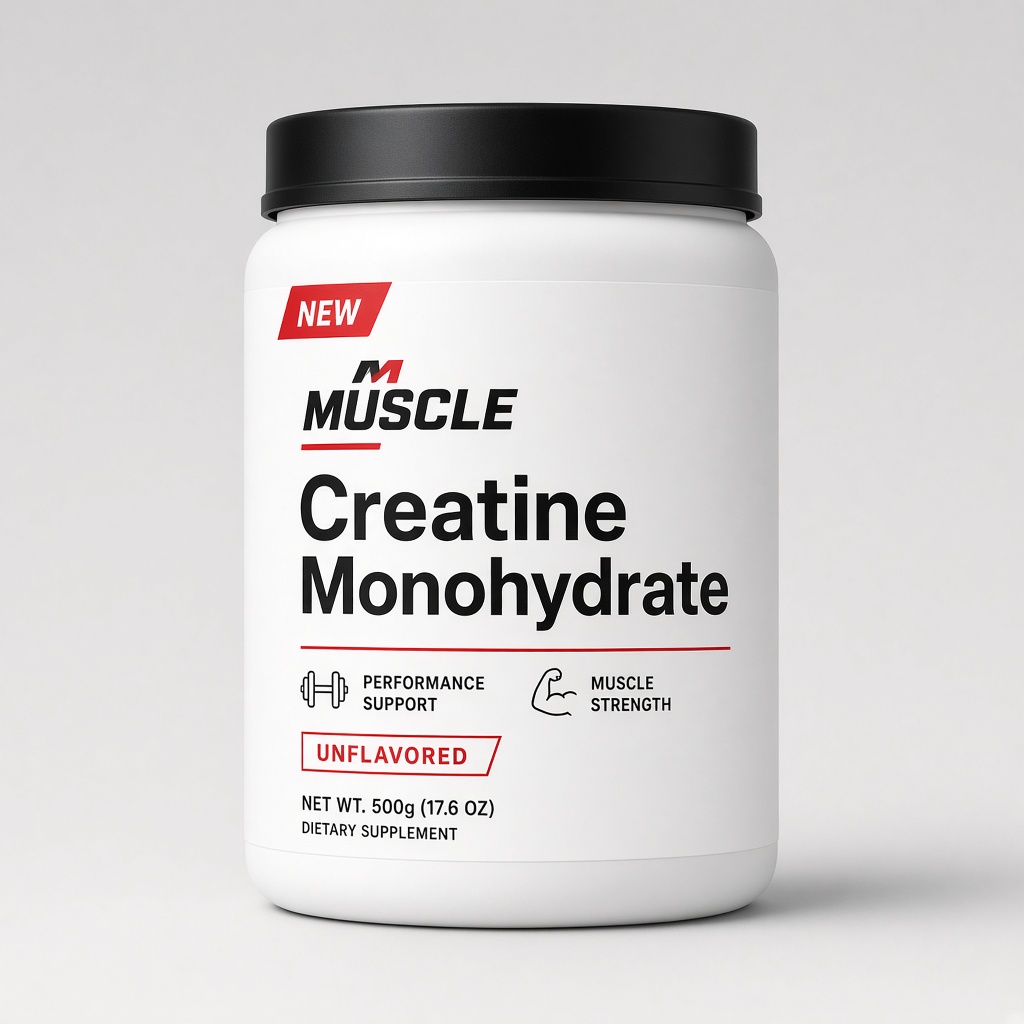 NEW
M
MUSCLE
Creatine
Monohydrate
PERFORMANCE
SUPPORT
MUSCLE
STRENGTH
UNFLAVORED
NET WT. 500g (17.6 OZ)
DIETARY SUPPLEMENT